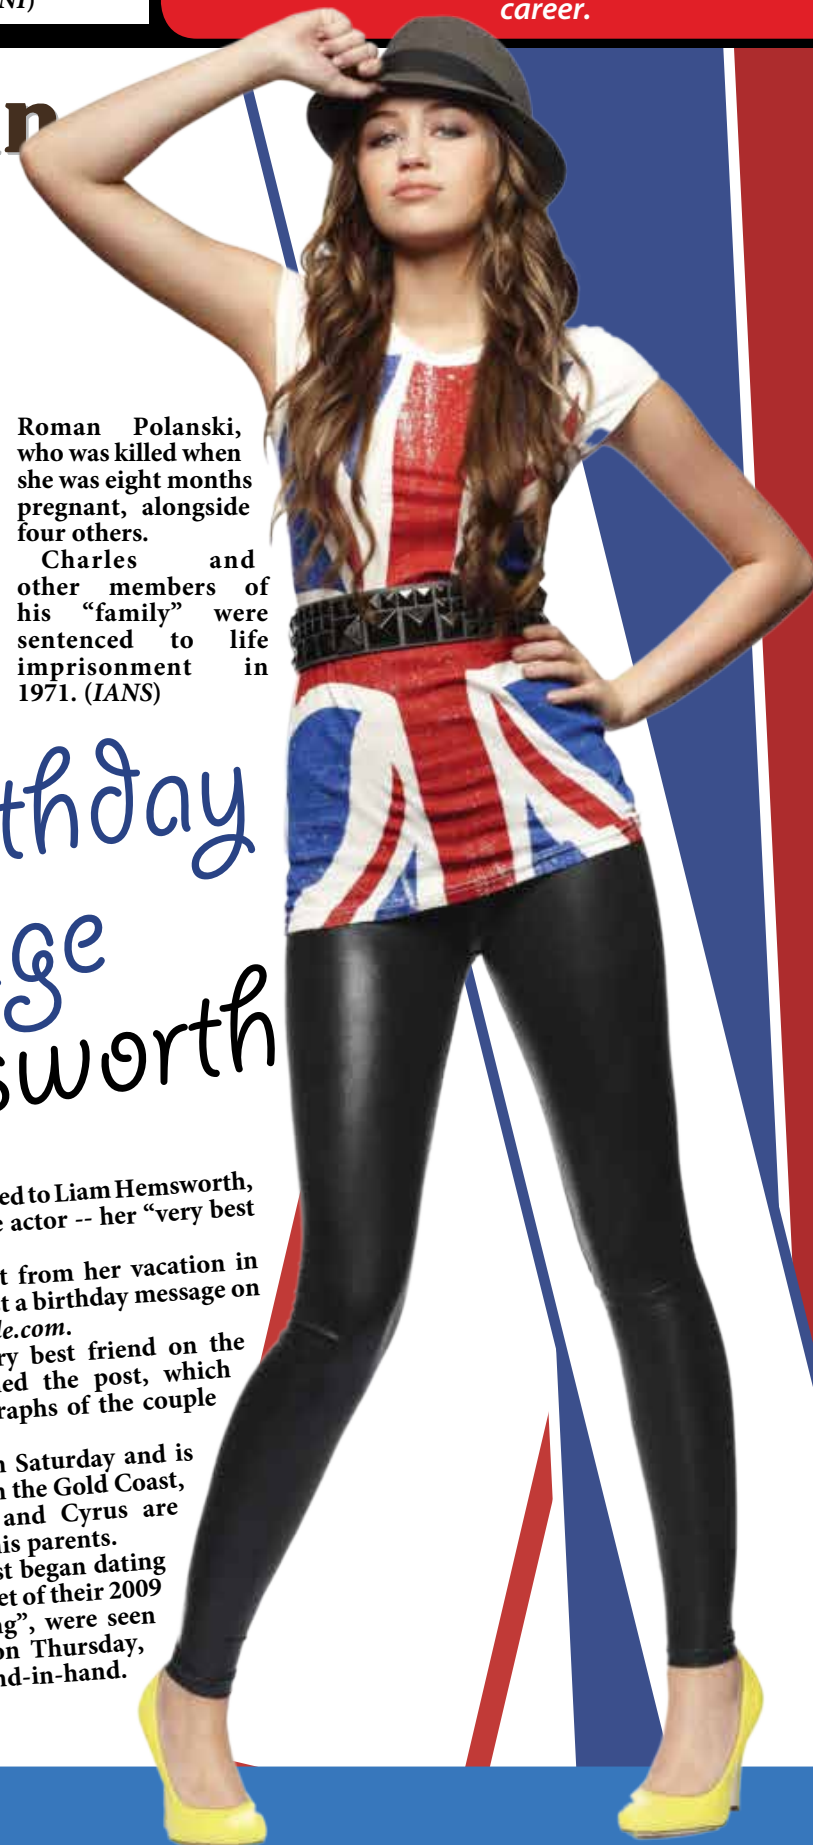 NI)
career.
n
Roman Polanski,
who was killed when
she was eight months
pregnant, alongside
four others.
Charles and
other members of
his “family” were
sentenced to life
imprisonment in
1971. (IANS)
thday
ge
sworth
ed to Liam Hemsworth,
e actor -- her “very best
t from her vacation in
t a birthday message on
le.com.
ry best friend on the
ed the post, which
raphs of the couple
n Saturday and is
n the Gold Coast,
and Cyrus are
is parents.
st began dating
et of their 2009
g”, were seen
on Thursday,
nd-in-hand.